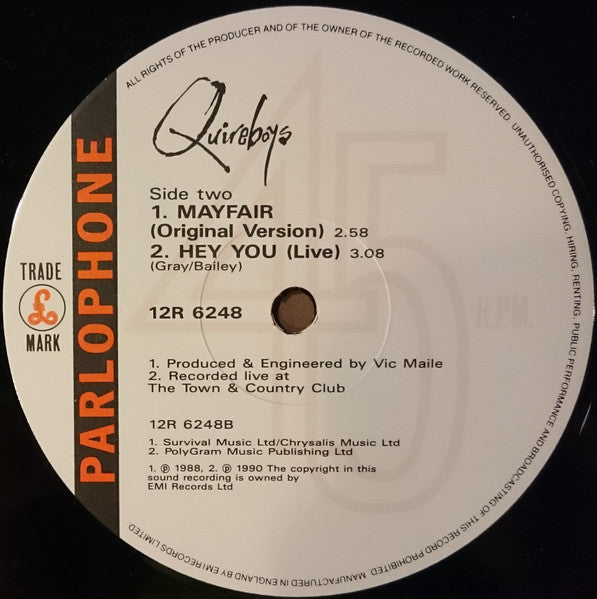 ALL RIGHTS OF THE PRODUCER AND OF THE OWNER OF THE RECORDED WORK RESERVED. UNAUTHORISED COPYING, HIRING, RENTING, PUBLIC PERFORMANCE AND BROADCASTING OF THIS RECORD PROHIBITED. MANUFACTURED IN ENGLAND BY EMI RECORDS LIMITED
Quireboys
PARLOPHONE
TRADE
£
MARK
45
R.P.M.
Side two
1. MAYFAIR
(Original Version) 2.58
2. HEY YOU (Live) 3.08
(Gray/Bailey)
12R 6248
1. Produced & Engineered by Vic Maile
2. Recorded live at
The Town & Country Club
12R 6248B
1. Survival Music Ltd/Chrysalis Music Ltd
2. PolyGram Music Publishing Ltd
1. ℗ 1988, 2. ℗ 1990 The copyright in this
sound recording is owned by
EMI Records Ltd